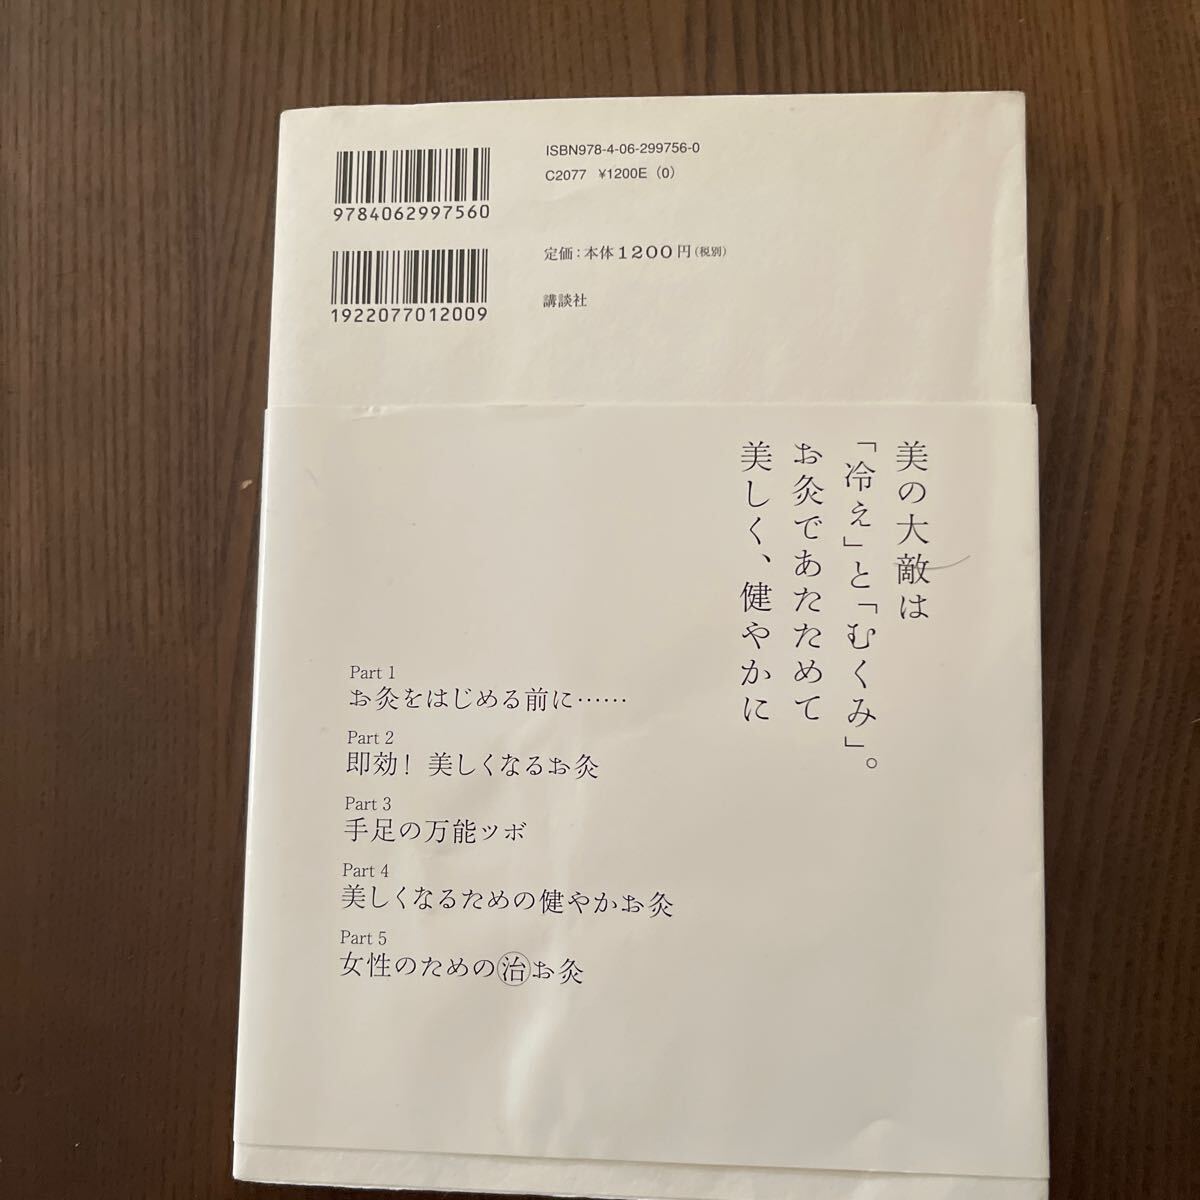 9784062997560
ISBN978-4-06-299756-0
C2077 ¥1200E (0)
1922077012009
定価：本体1200円（税別）
講談社
美の大敵は
「冷え」と「むくみ」。
お灸であたためて
美しく、健やかに
Part 1
お灸をはじめる前に……
Part 2
即効！ 美しくなるお灸
Part 3
手足の万能ツボ
Part 4
美しくなるための健やかお灸
Part 5
女性のための㊙治お灸